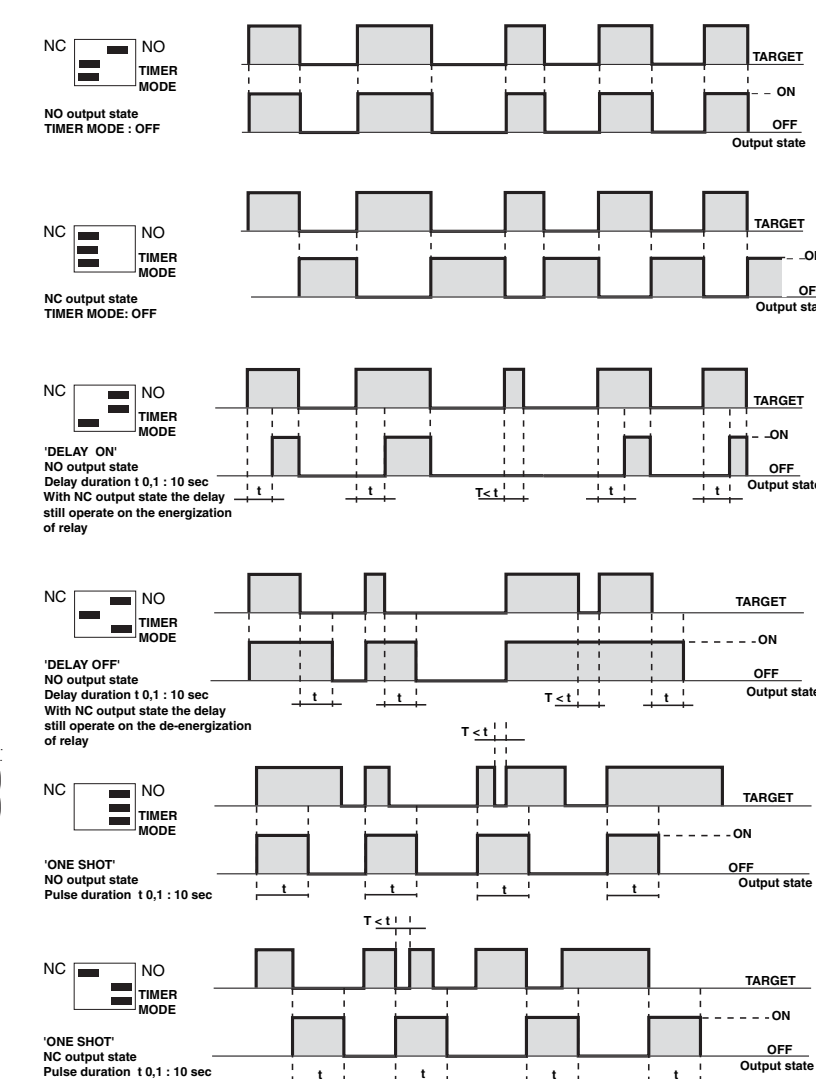 NC NO TIMER MODE
TARGET
ON
OFF
Output state
NO output state
TIMER MODE : OFF
NC NO TIMER MODE
TARGET
OFF
Output
NC output state
TIMER MODE: OFF
NC NO TIMER MODE
TARGET
ON
OFF
Output state
t t T< t t t
'DELAY ON'
NO output state
Delay duration t 0,1 : 10 sec
With NC output state the delay
still operate on the energization
of relay
NC NO TIMER MODE
TARGET
ON
OFF
Output state
t t T < t t
'DELAY OFF'
NO output state
Delay duration t 0,1 : 10 sec
With NC output state the delay
still operate on the de-energization
of relay
T < t
NC NO TIMER MODE
TARGET
ON
OFF
Output state
t t t t
'ONE SHOT'
NO output state
Pulse duration t 0,1 : 10 sec
T < t
NC NO TIMER MODE
TARGET
ON
OFF
Output state
t t t t
'ONE SHOT'
NC output state
Pulse duration t 0,1 : 10 sec